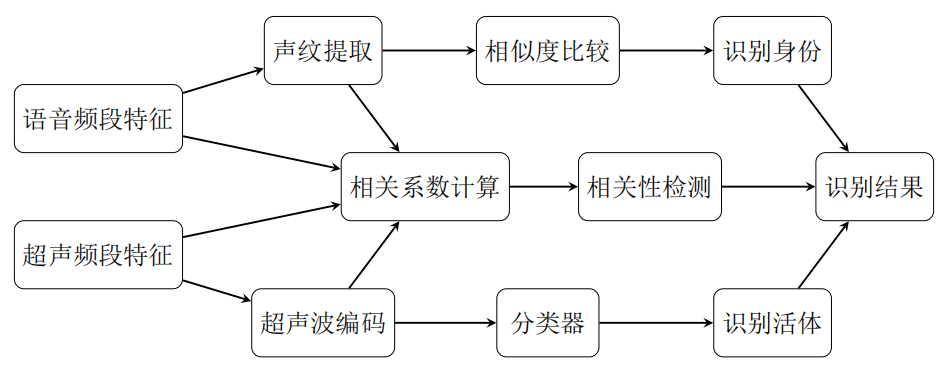 声纹提取
相似度比较
识别身份
语音频段特征
相关系数计算
相关性检测
识别结果
超声频段特征
超声波编码
分类器
识别活体